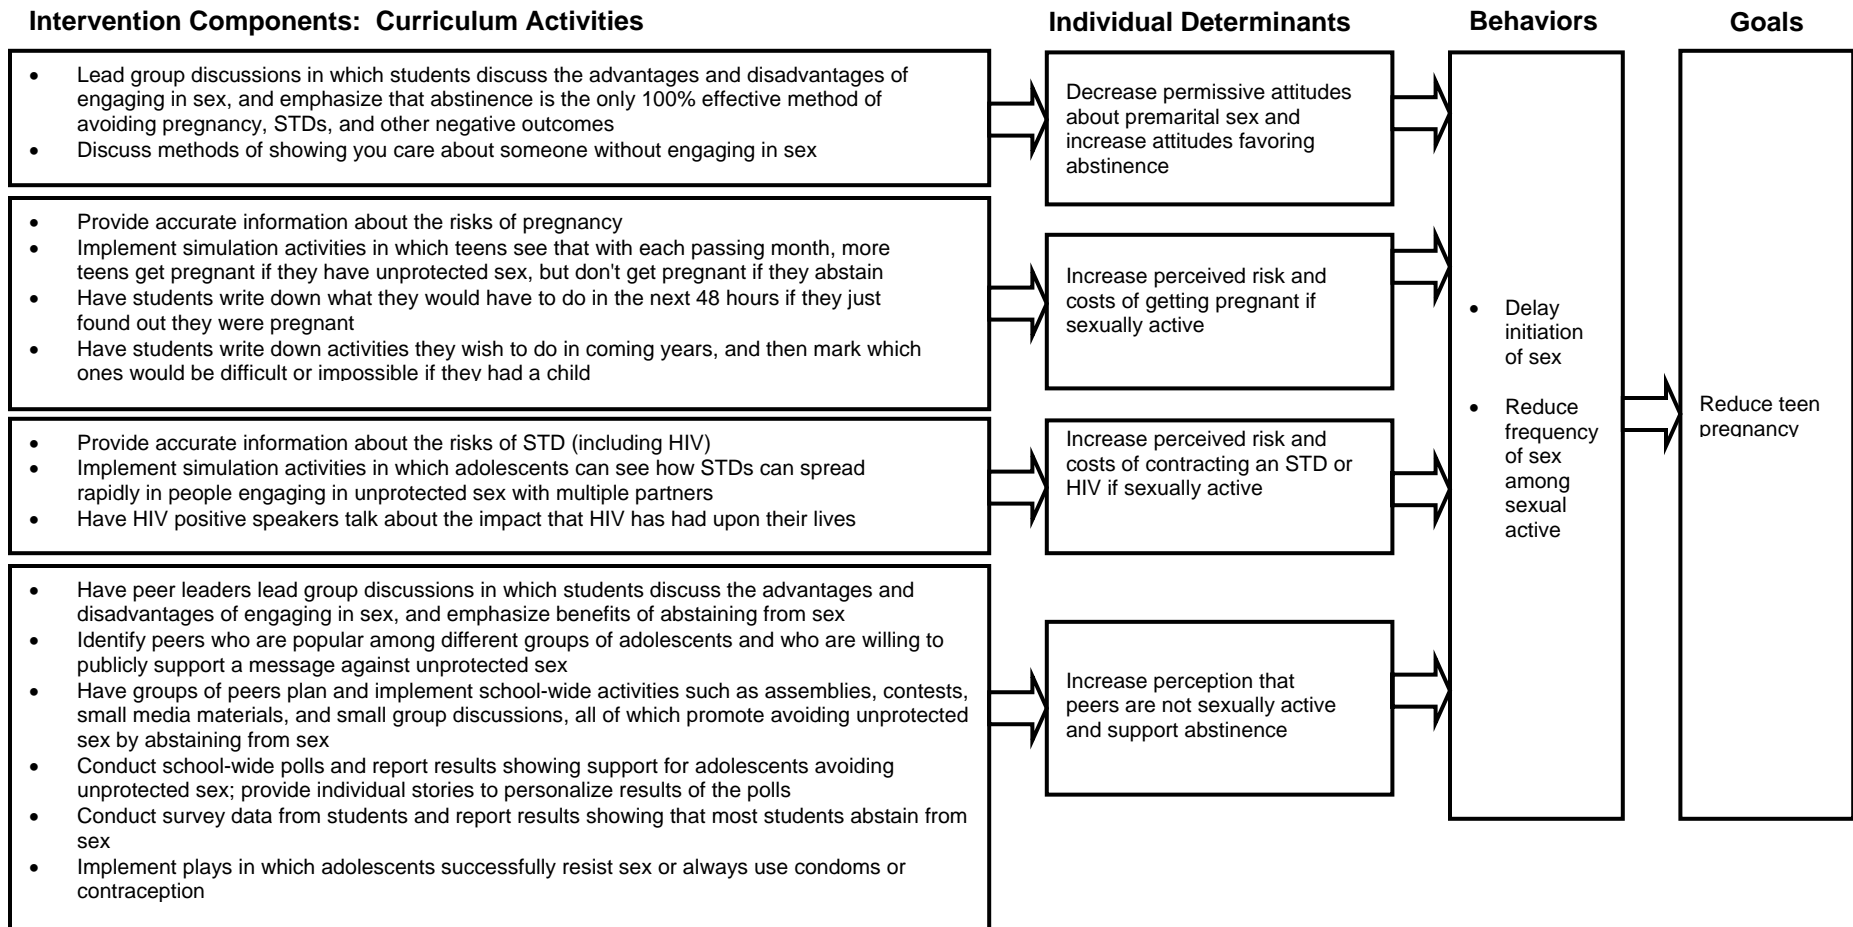 Intervention Components:  Curriculum Activities
Individual Determinants
Behaviors
Goals
• Lead group discussions in which students discuss the advantages and disadvantages of
engaging in sex, and emphasize that abstinence is the only 100% effective method of
avoiding pregnancy, STDs, and other negative outcomes
• Discuss methods of showing you care about someone without engaging in sex
Decrease permissive attitudes
about premarital sex and
increase attitudes favoring
abstinence
• Provide accurate information about the risks of pregnancy
• Implement simulation activities in which teens see that with each passing month, more
teens get pregnant if they have unprotected sex, but don't get pregnant if they abstain
• Have students write down what they would have to do in the next 48 hours if they just
found out they were pregnant
• Have students write down activities they wish to do in coming years, and then mark which
ones would be difficult or impossible if they had a child
Increase perceived risk and
costs of getting pregnant if
sexually active
• Provide accurate information about the risks of STD (including HIV)
• Implement simulation activities in which adolescents can see how STDs can spread
rapidly in people engaging in unprotected sex with multiple partners
• Have HIV positive speakers talk about the impact that HIV has had upon their lives
Increase perceived risk and
costs of contracting an STD or
HIV if sexually active
• Have peer leaders lead group discussions in which students discuss the advantages and
disadvantages of engaging in sex, and emphasize benefits of abstaining from sex
• Identify peers who are popular among different groups of adolescents and who are willing to
publicly support a message against unprotected sex
• Have groups of peers plan and implement school-wide activities such as assemblies, contests,
small media materials, and small group discussions, all of which promote avoiding unprotected
sex by abstaining from sex
• Conduct school-wide polls and report results showing support for adolescents avoiding
unprotected sex; provide individual stories to personalize results of the polls
• Conduct survey data from students and report results showing that most students abstain from
sex
• Implement plays in which adolescents successfully resist sex or always use condoms or
contraception
Increase perception that
peers are not sexually active
and support abstinence
• Delay
initiation
of sex
• Reduce
frequency
of sex
among
sexual
active
Reduce teen
pregnancy